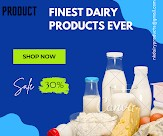 PRODUCT
FINEST DAIRY
PRODUCTS EVER
SHOP NOW
Sale
30%